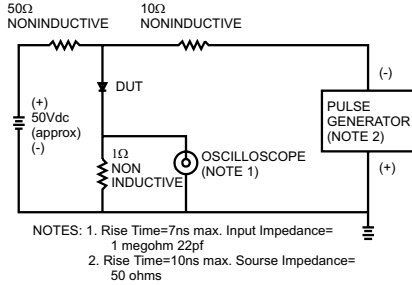 50Ω
NONINDUCTIVE
10Ω
NONINDUCTIVE
(+)
50Vdc
(approx)
(-)
DUT
1Ω
NON
INDUCTIVE
OSCILLOSCOPE
(NOTE 1)
(-)
PULSE
GENERATOR
(NOTE 2)
(+)
NOTES: 1. Rise Time=7ns max. Input Impedance=
1 megohm 22pf
2. Rise Time=10ns max. Sourse Impedance=
50 ohms